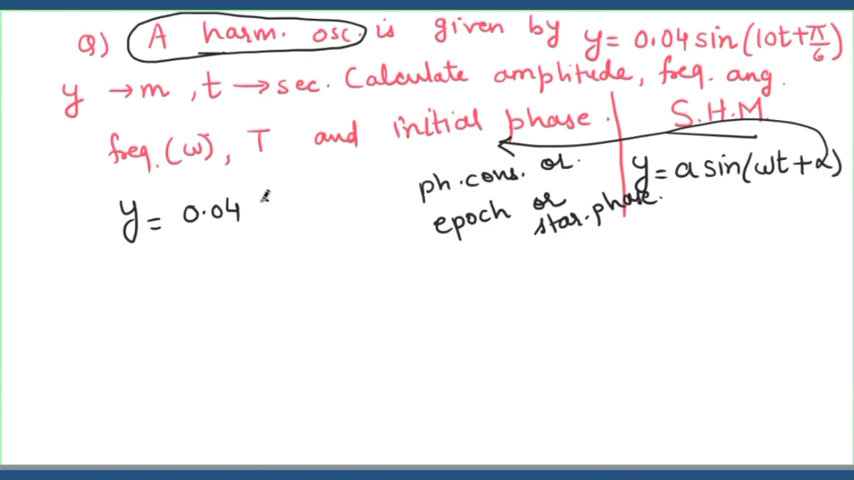 Q) A harm. osc. is given by y= 0.04 sin(10t+π/6)
y →m , t →sec. Calculate amplitude, freq. ang.
freq.(ω), T and initial phase.
S.H.M
y= a sin(ωt+α)
ph.cons. or
epoch or
star.phase.
y= 0.04